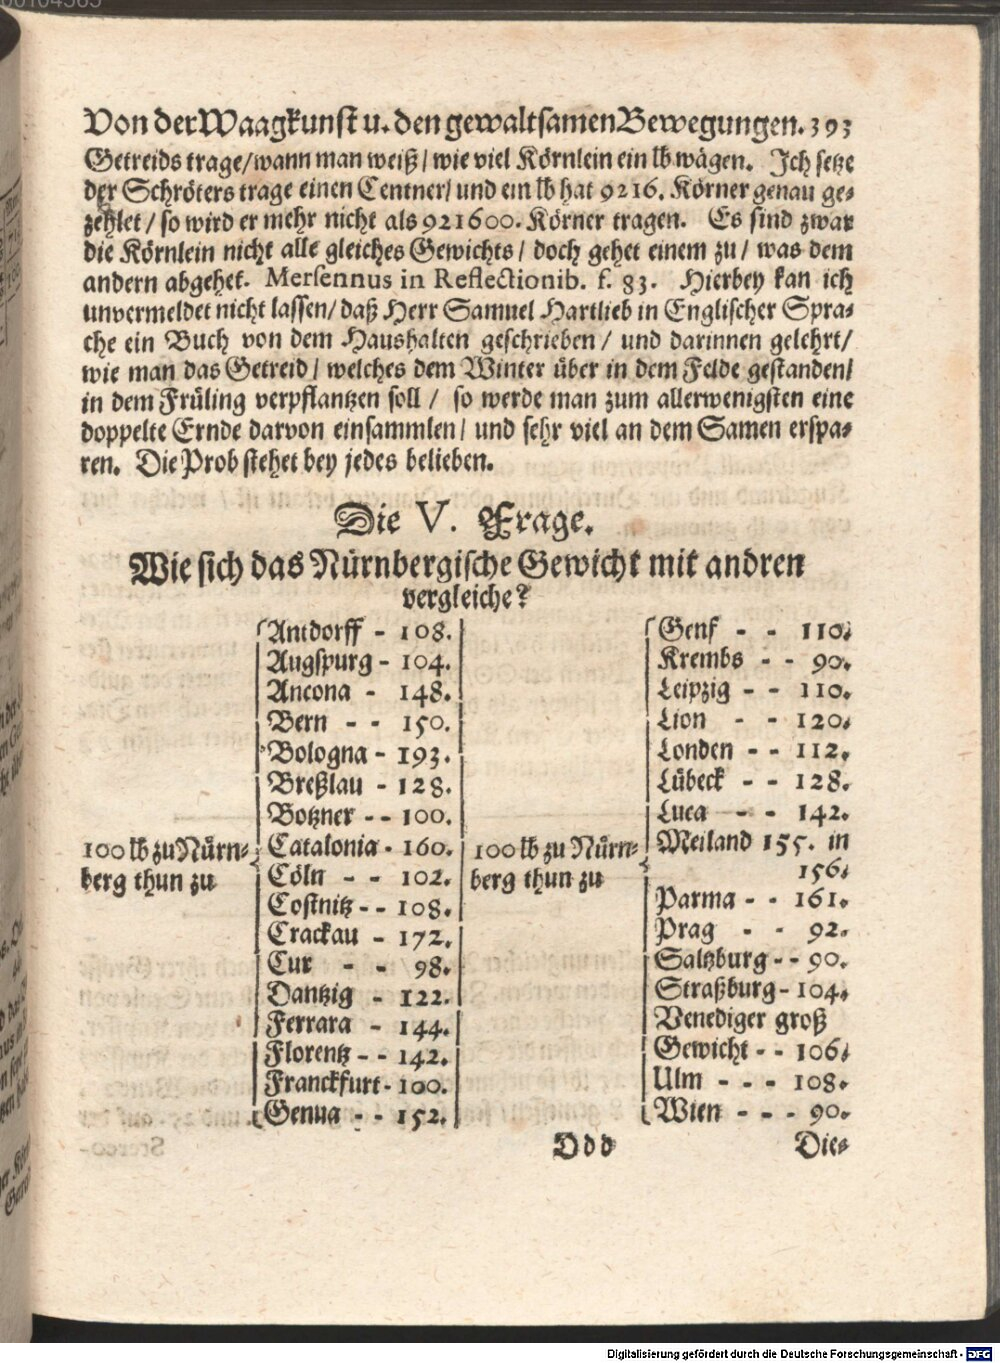 Von der Waagkunst u. den gewaltsamen Bewegungen. 393
Getreids trage/wann man weiß/ wie viel Körnlein ein lb wägen. Ich setze
der Schröters trage einen Centner/ und ein lb hat 9216. Körner genau ge-
zehlet/ so wird er mehr nicht als 921600. Körner tragen. Es sind zwar
die Körnlein nicht alle gleiches Gewichts/ doch gehet einem zu/ was dem
andern abgehet. Mersennus in Reflectionib. f. 83. Hierbey kan ich
unvermeldet nicht lassen/ daß Herr Samuel Hartlieb in Englischer Spra-
che ein Buch von dem Haushalten geschrieben/ und darinnen gelehrt/
wie man das Getreid/ welches dem Winter über in dem Felde gestanden/
in dem Früling verpflantzen soll/ so werde man zum allerwenigsten eine
doppelte Ernde darvon einsammlen/ und sehr viel an dem Samen erspa-
ren. Die Prob stehet bey jedes belieben.
Die V. Frage.
Wie sich das Nürnbergische Gewicht mit andren
vergleiche?
100 lb zu Nürn-
berg thun zu
Antdorff - 108.
Augspurg - 104.
Ancona - 148.
Bern - - 150.
Bologna - 193.
Breßlau - 128.
Botzner - - 100.
Catalonia - 160.
Cöln - - 102.
Costnitz - - 108.
Crackau - 172.
Cur - - 98.
Dantzig - 122.
Ferrara - 144.
Florentz - - 142.
Franckfurt - 100.
Genua - - 152.
100 lb zu Nürn-
berg thun zu
Genf - - 110.
Krembs - - 90.
Leipzig - - 110.
Lion - - 120.
Londen - - 112.
Lübeck - - 128.
Luca - - 142.
Meiland 155. in
156.
Parma - - 161.
Prag - - 92.
Saltzburg - - 90.
Straßburg - 104.
Venediger groß
Gewicht - - 106.
Ulm - - - 108.
Wien - - - 90.
Ddd Die-
Digitalisierung gefördert durch die Deutsche Forschungsgemeinschaft - DFG